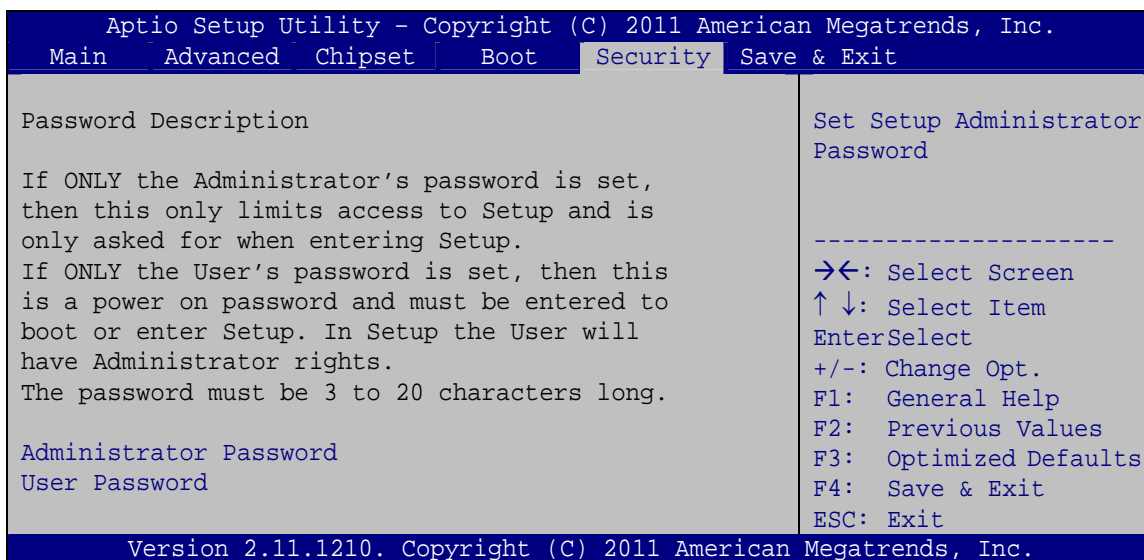 Aptio Setup Utility – Copyright (C) 2011 American Megatrends, Inc.
Main Advanced Chipset Boot Security Save & Exit
Password Description
If ONLY the Administrator’s password is set,
then this only limits access to Setup and is
only asked for when entering Setup.
If ONLY the User’s password is set, then this
is a power on password and must be entered to
boot or enter Setup. In Setup the User will
have Administrator rights.
The password must be 3 to 20 characters long.
Administrator Password
User Password
Set Setup Administrator
Password
---------------------
→←: Select Screen
↑ ↓: Select Item
EnterSelect
+/-: Change Opt.
F1: General Help
F2: Previous Values
F3: Optimized Defaults
F4: Save & Exit
ESC: Exit
Version 2.11.1210. Copyright (C) 2011 American Megatrends, Inc.